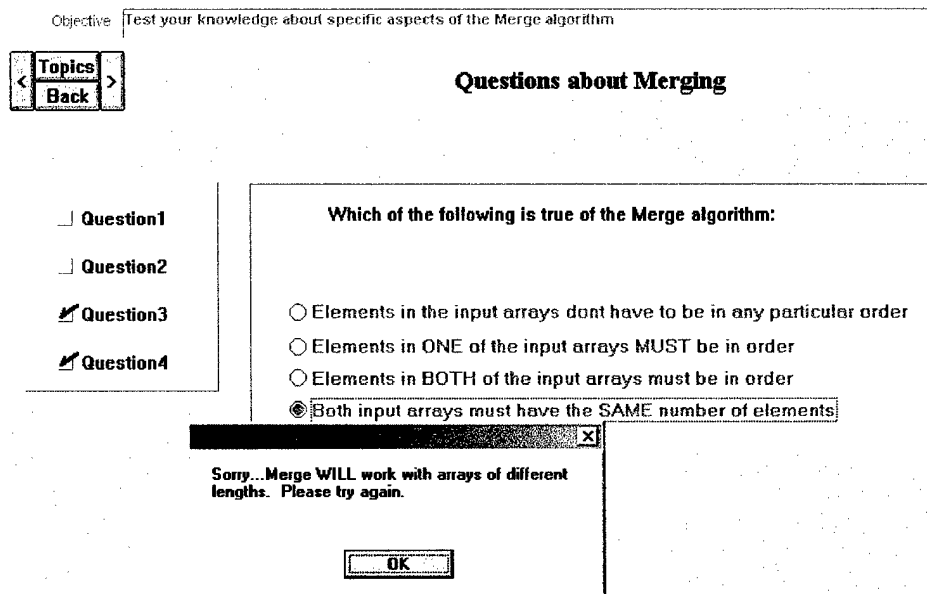 Objective Test your knowledge about specific aspects of the Merge algorithm
< Topics >
Back
Questions about Merging
Question1
Question2
Question3
Question4
Which of the following is true of the Merge algorithm:
Elements in the input arrays dont have to be in any particular order
Elements in ONE of the input arrays MUST be in order
Elements in BOTH of the input arrays must be in order
Both input arrays must have the SAME number of elements
Sorry...Merge WILL work with arrays of different
lengths. Please try again.
OK